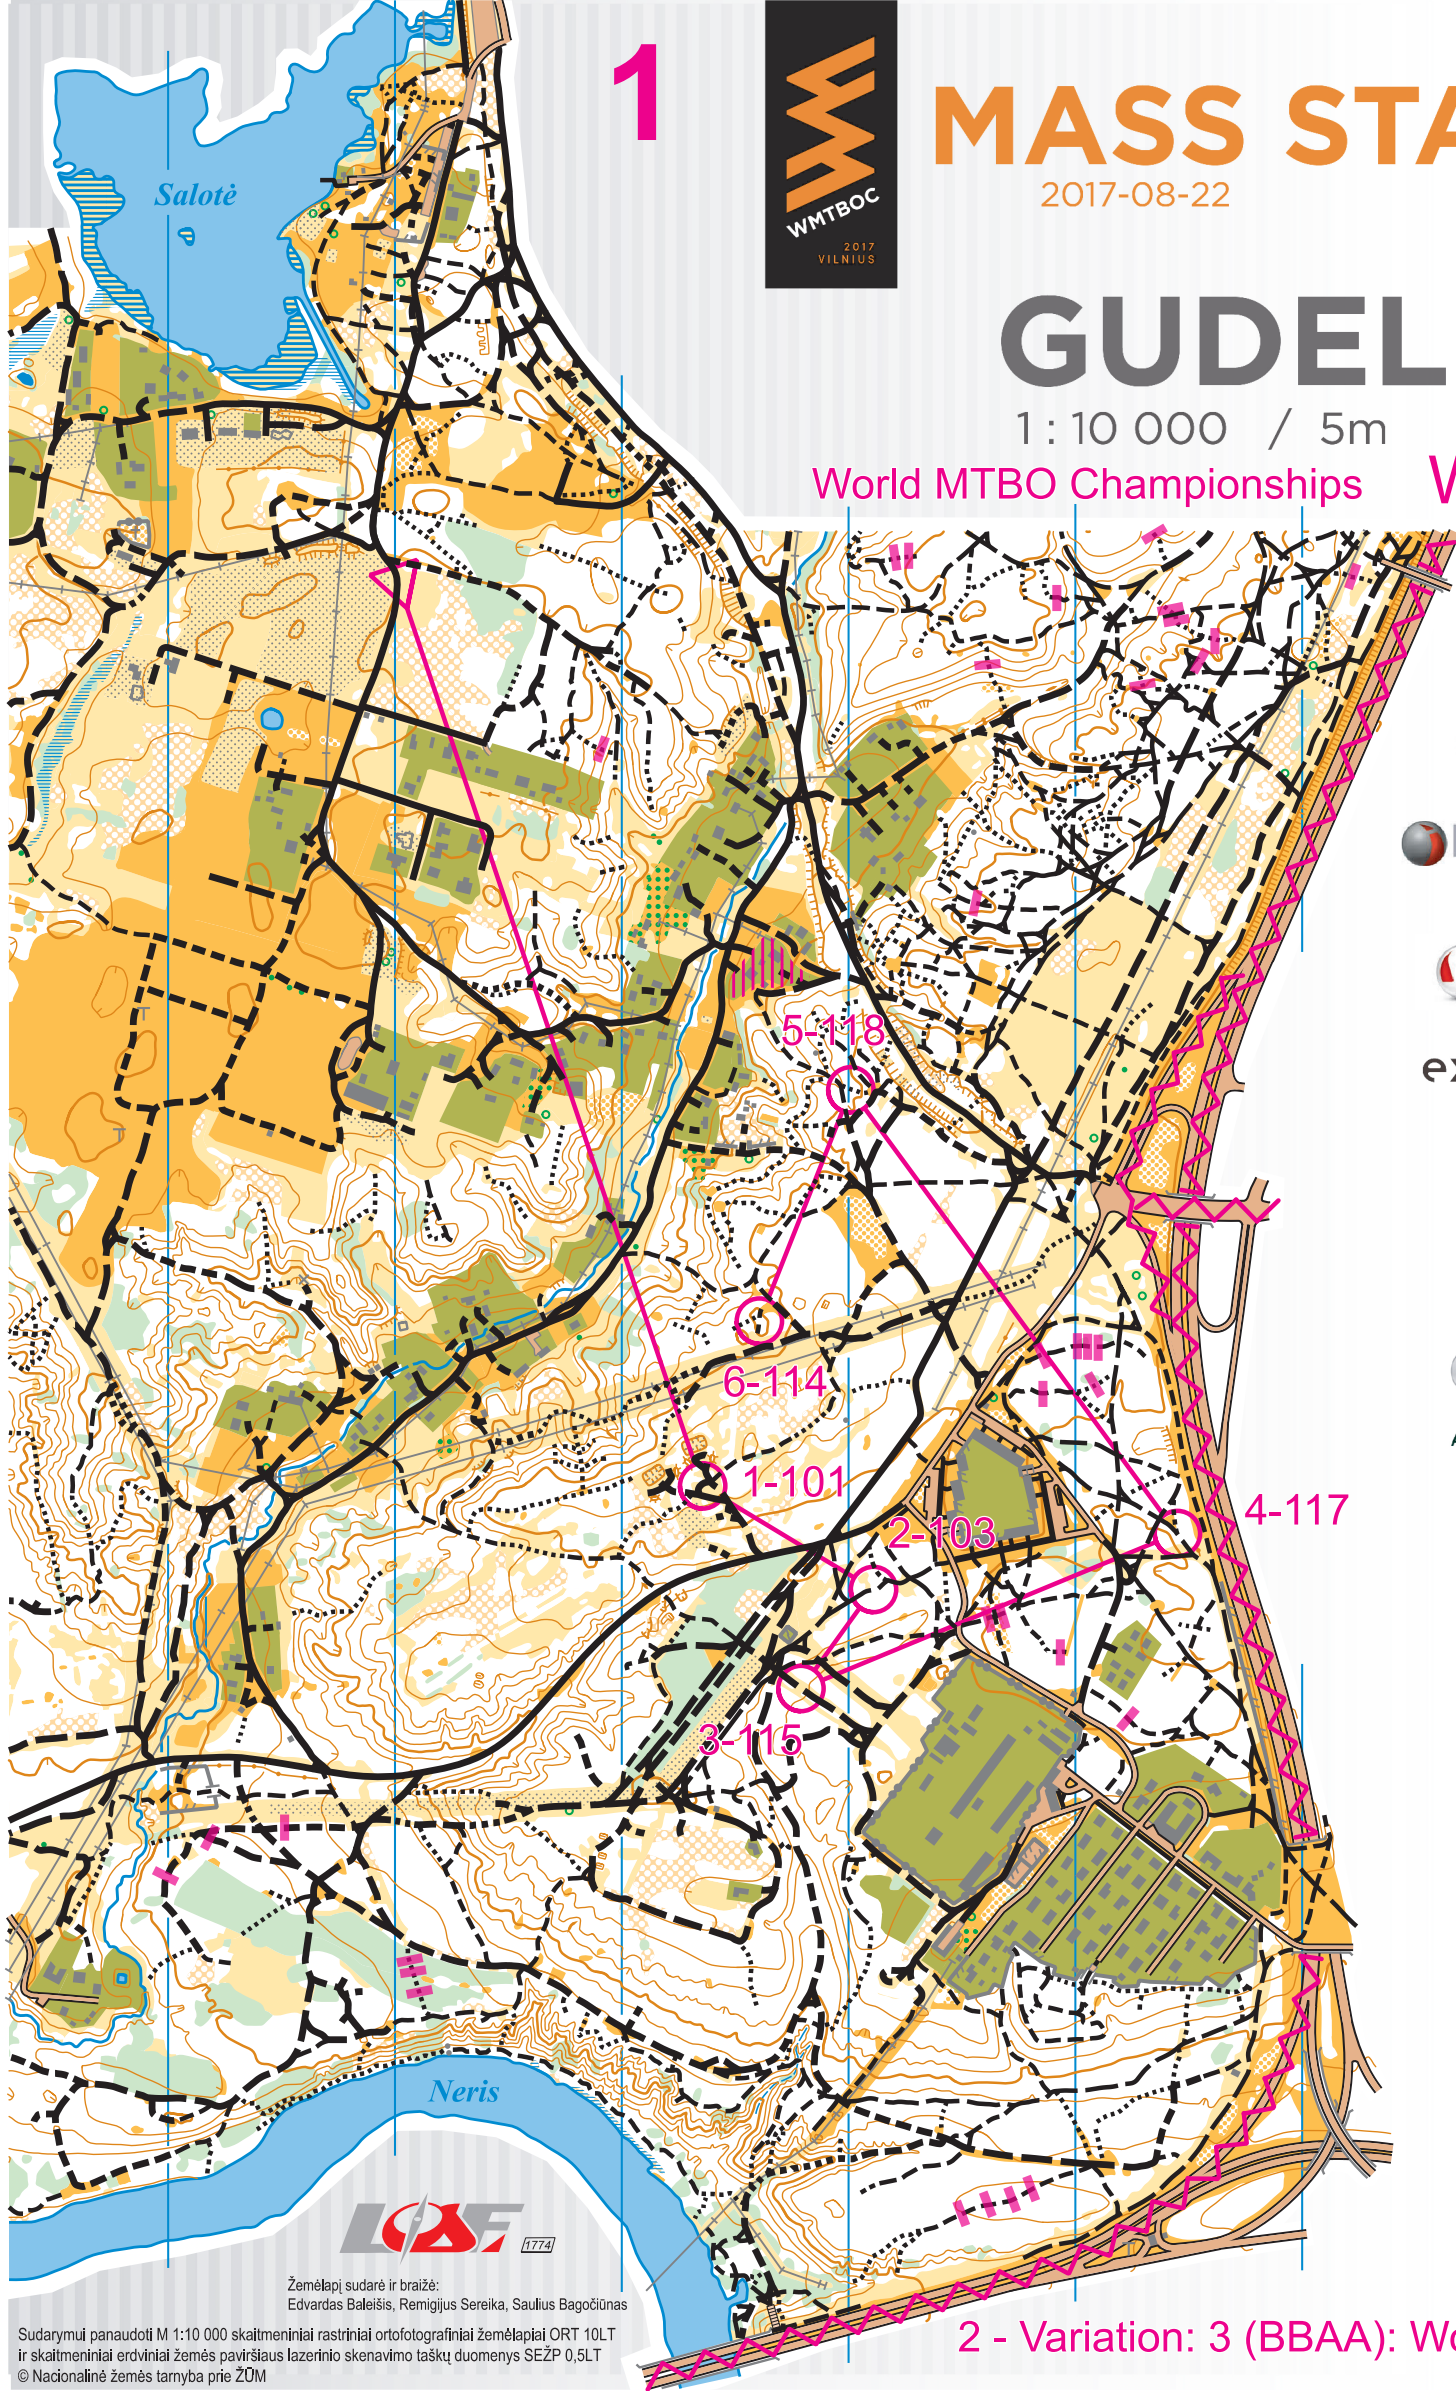 1
WMTBOC
2017
VILNIUS
MASS STA
2017-08-22
GUDEL
1 : 10 000 / 5m
World MTBO Championships W
Salotė
5-118
ex
6-114
1-101
2-103
4-117
3-115
Neris
1774
Žemėlapį sudarė ir braižė:
Edvardas Baleišis, Remigijus Sereika, Saulius Bagočiūnas
Sudarymui panaudoti M 1:10 000 skaitmeniniai rastriniai ortofotografiniai žemėlapiai ORT 10LT
ir skaitmeniniai erdviniai žemės paviršiaus lazerinio skenavimo taškų duomenys SEŽP 0,5LT
© Nacionalinė žemės tarnyba prie ŽŪM
2 - Variation: 3 (BBAA): Wo